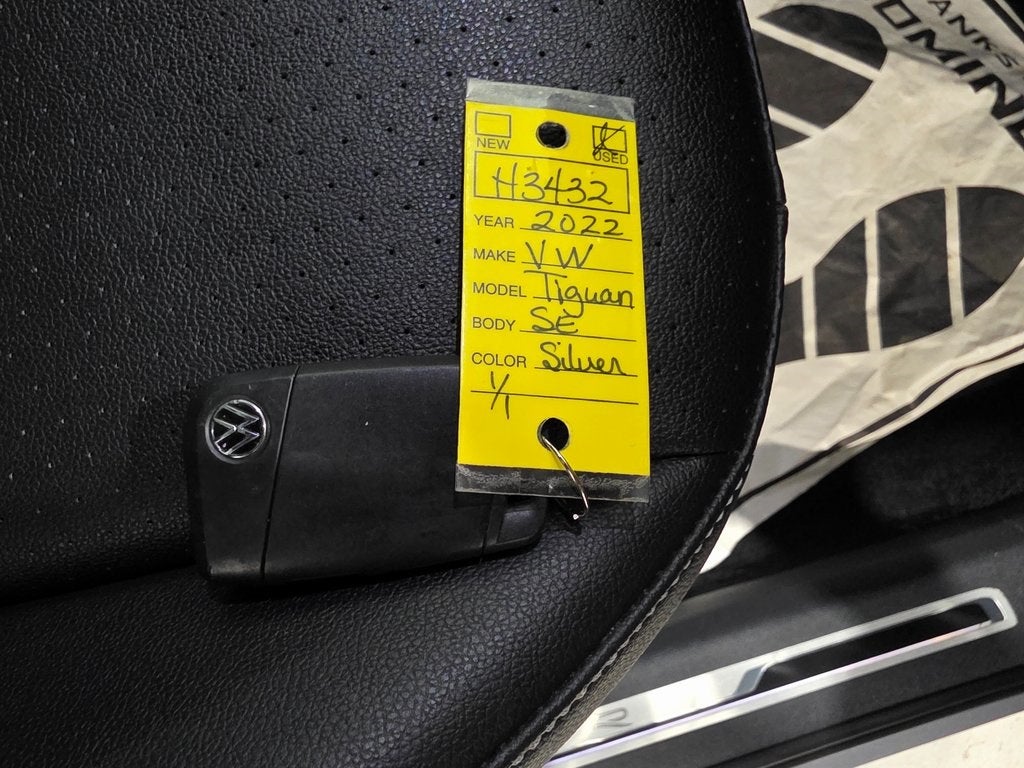 NEW
USED
H3432
YEAR 2022
MAKE VW
MODEL Tiguan
BODY SE
COLOR Silver
1/1